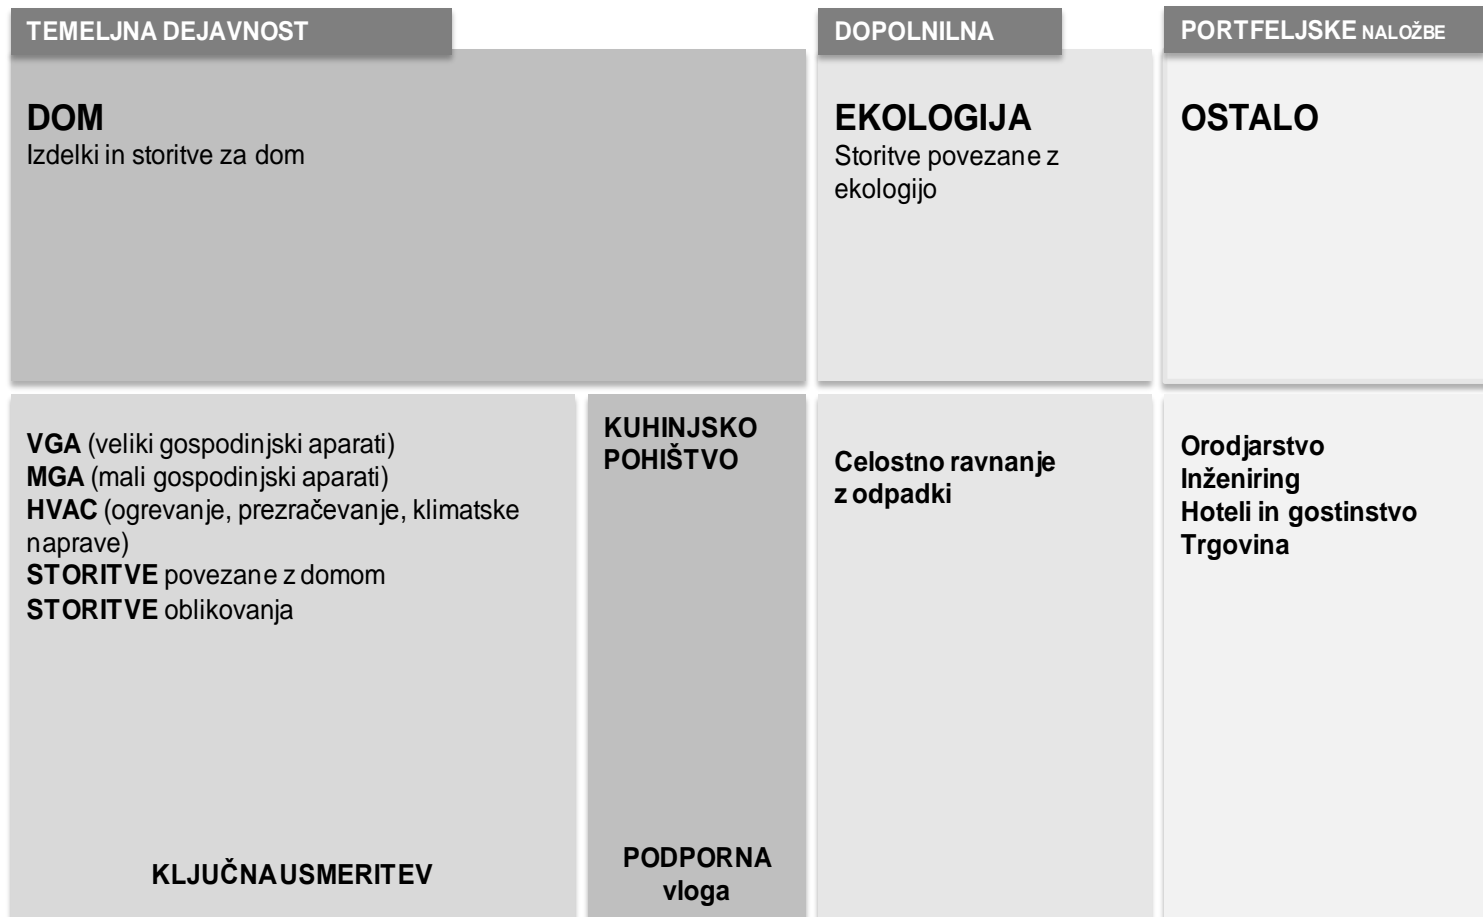 TEMELJNA DEJAVNOST
DOM
Izdelki in storitve za dom
DOPOLNILNA
EKOLOGIJA
Storitve povezane z
ekologijo
PORTFELJSKE NALOŽBE
OSTALO
VGA (veliki gospodinjski aparati)
MGA (mali gospodinjski aparati)
HVAC (ogrevanje, prezračevanje, klimatske
naprave)
STORITVE povezane z domom
STORITVE oblikovanja
KLJUČNA USMERITEV
KUHINJSKO
POHIŠTVO
PODPORNA
vloga
Celostno ravnanje
z odpadki
Orodjarstvo
Inženiring
Hoteli in gostinstvo
Trgovina